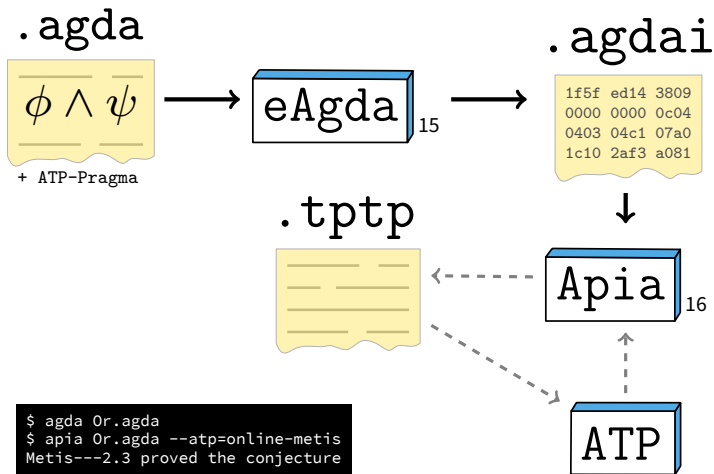 .agda
ϕ ∧ ψ
+ ATP-Pragma
eAgda
15
.agdai
1f5f ed14 3809
0000 0000 0c04
0403 04c1 07a0
1c10 2af3 a081
.tptp
Apia
16
ATP
$ agda Or.agda
$ apia Or.agda --atp=online-metis
Metis---2.3 proved the conjecture